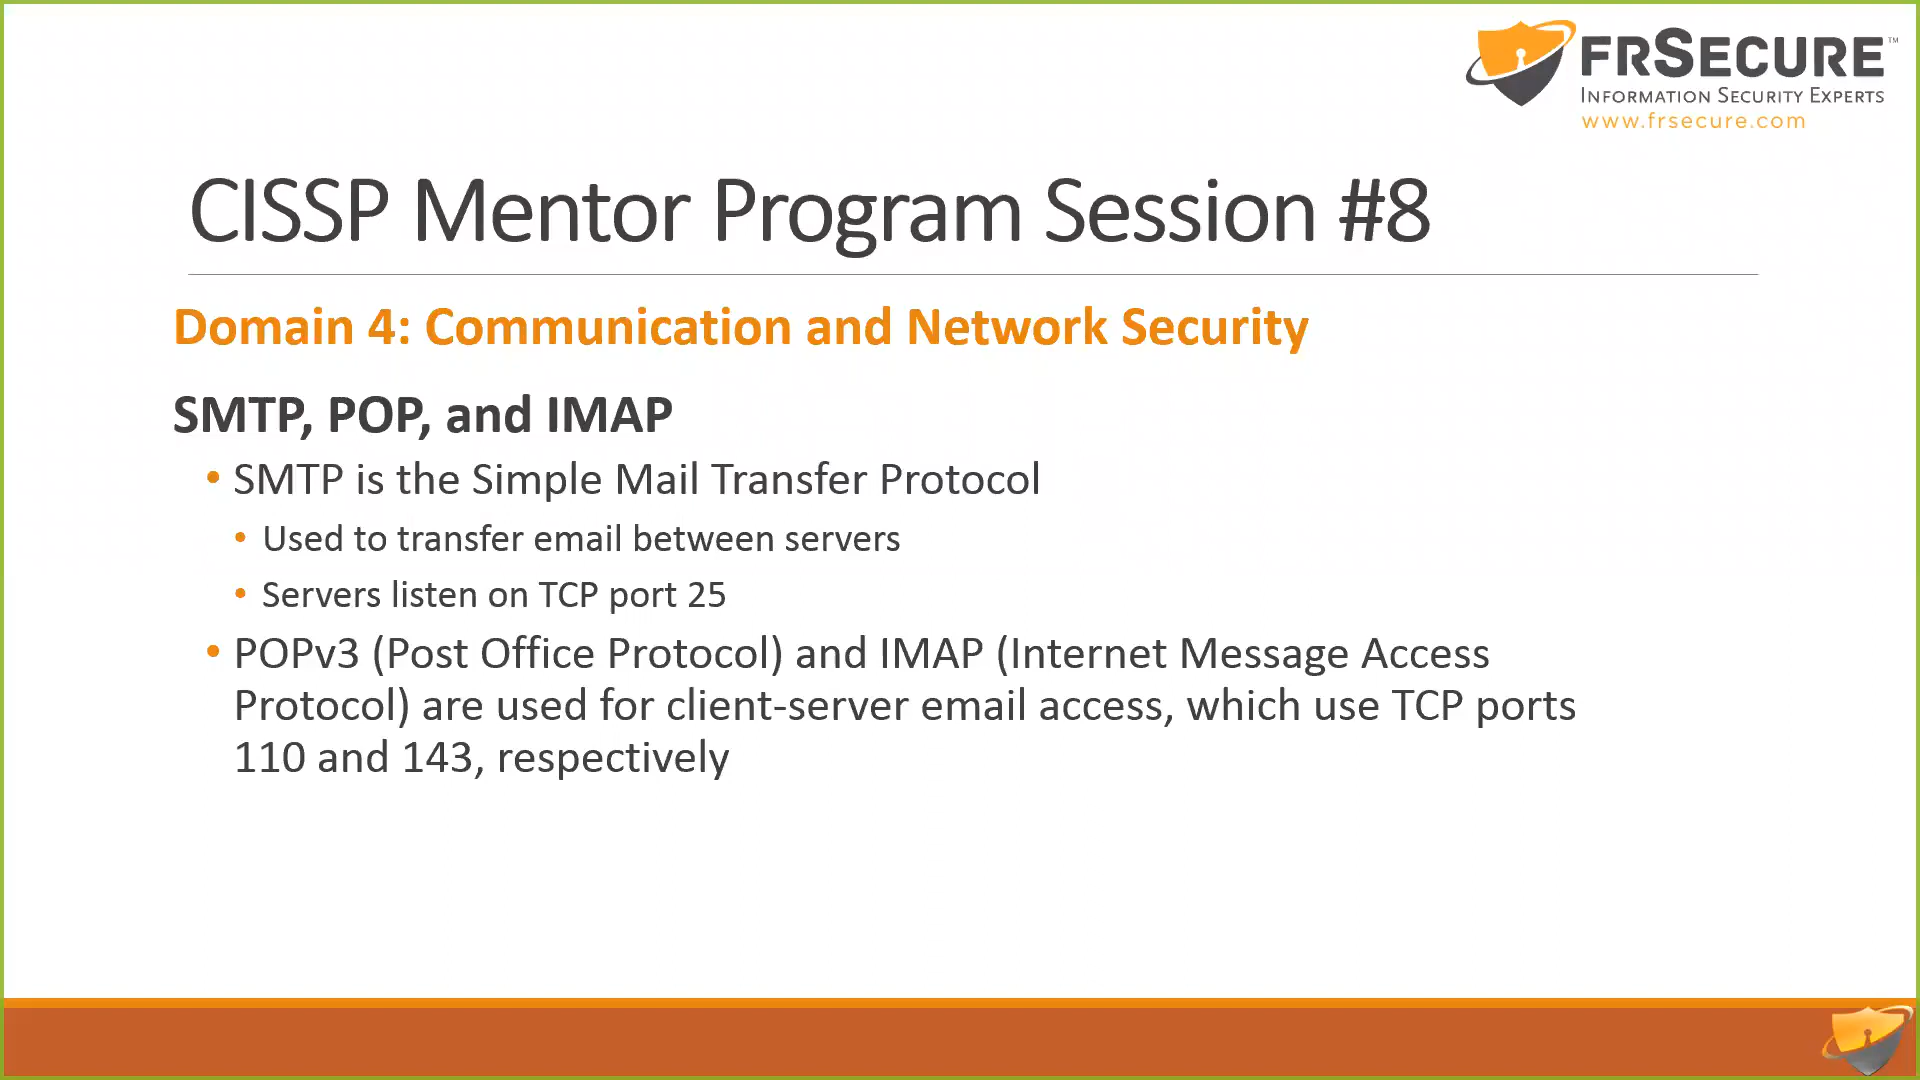 FRSECURE™
INFORMATION SECURITY EXPERTS
www.frsecure.com
CISSP Mentor Program Session #8
Domain 4: Communication and Network Security
SMTP, POP, and IMAP
• SMTP is the Simple Mail Transfer Protocol
• Used to transfer email between servers
• Servers listen on TCP port 25
• POPv3 (Post Office Protocol) and IMAP (Internet Message Access
Protocol) are used for client-server email access, which use TCP ports
110 and 143, respectively